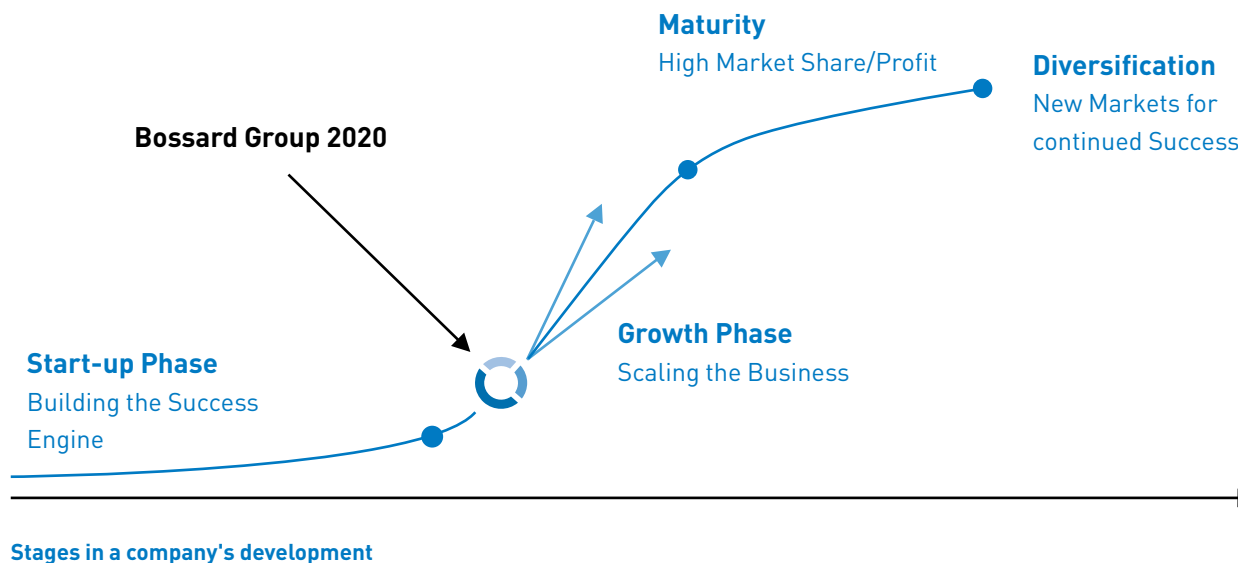 Maturity
High Market Share/Profit
Diversification
New Markets for
continued Success
Bossard Group 2020
Growth Phase
Scaling the Business
Start-up Phase
Building the Success
Engine
Stages in a company's development